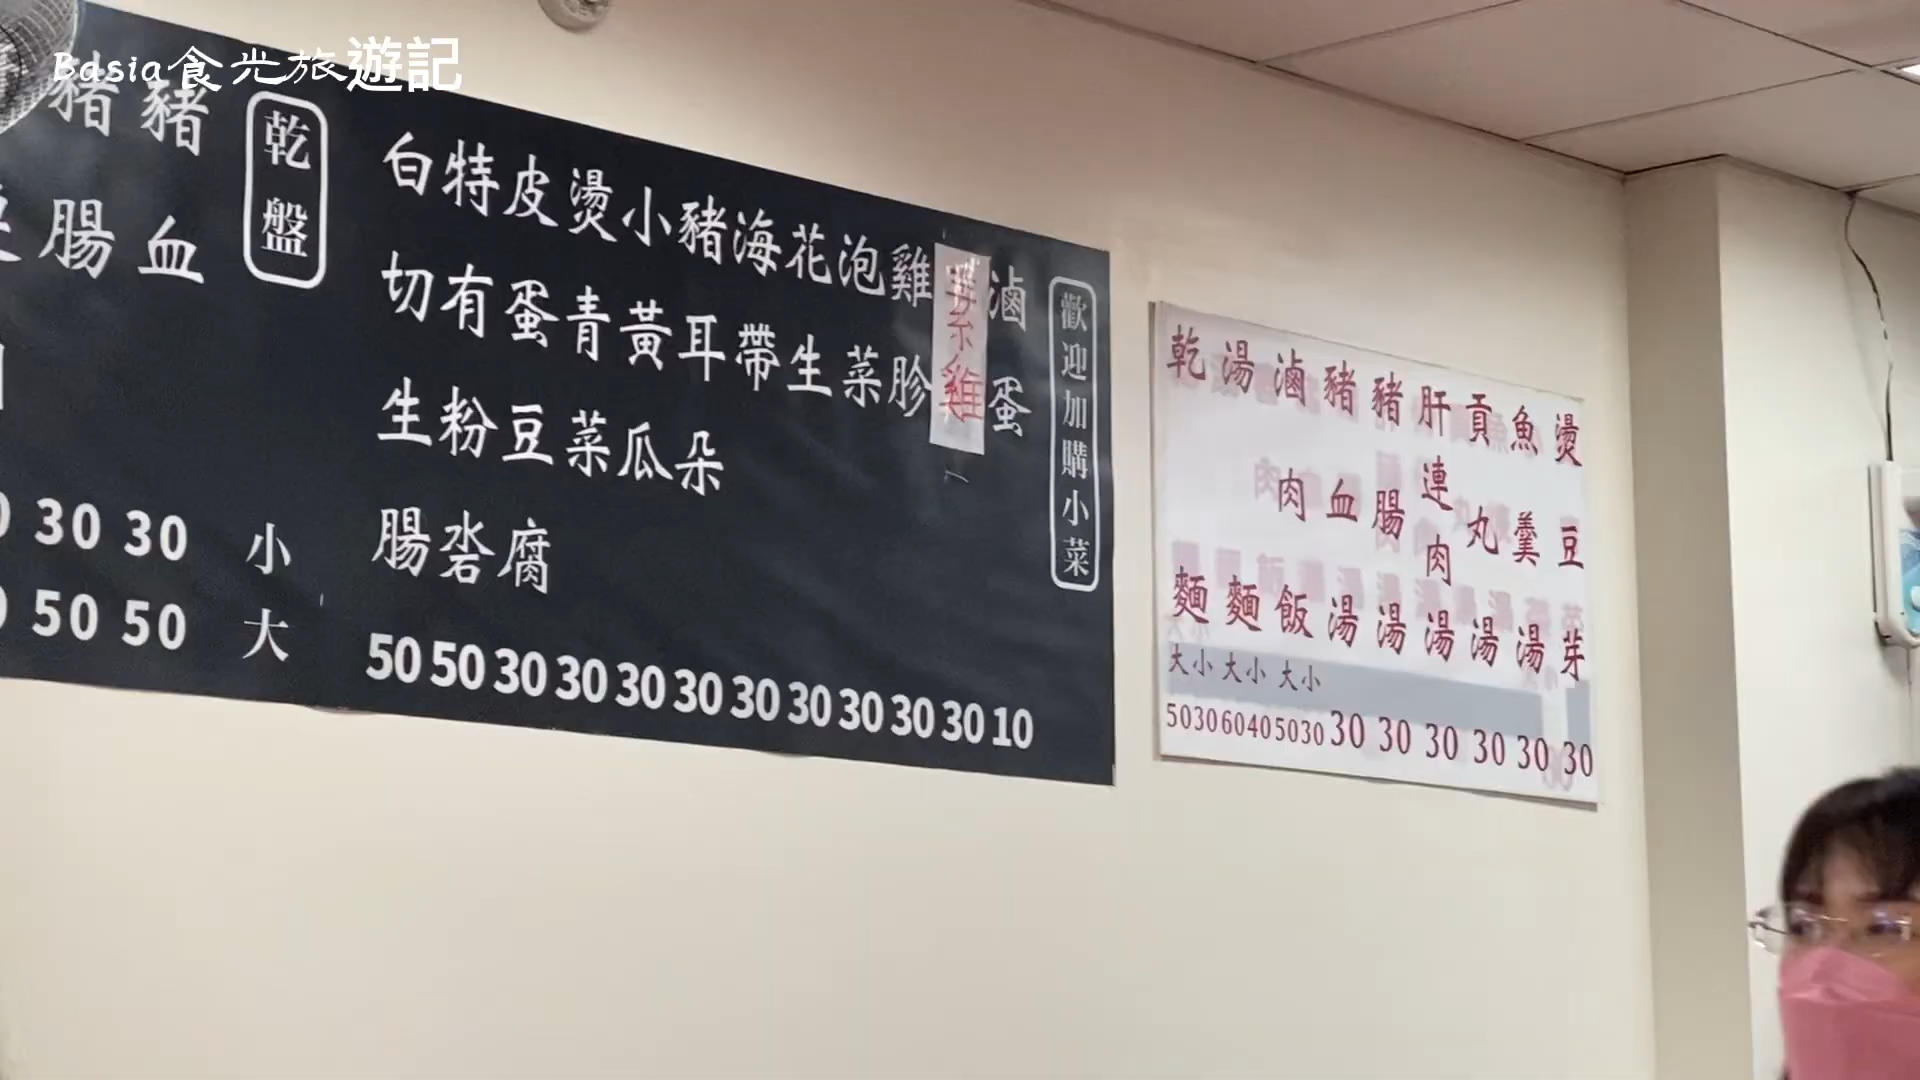 Basia食光旅遊記
歡迎加購小菜
滷蛋 10
素雞 30
雞胗 30
泡菜 30
花生 30
海帶 30
豬耳朵 30
小黃瓜 30
燙青菜 30
皮蛋豆腐 30
特有粉 50
白切生腸 50
乾盤 小 大
豬血 30 50
豬腸 30 50
燙豆芽 30
魚羹湯 30
貢丸湯 30
肝連肉湯 30
豬腸湯 30
豬血湯 30
滷肉飯 大小 5030
湯麵 大小 6040
乾麵 大小 5030